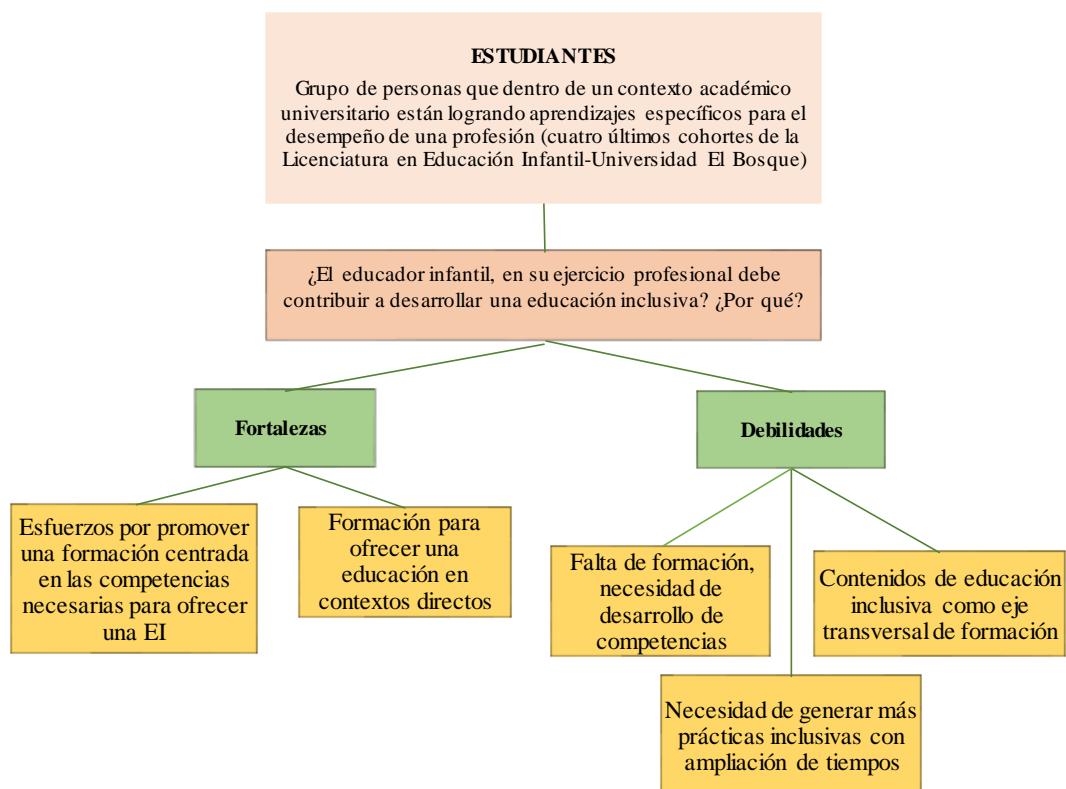 ESTUDIANTES
Grupo de personas que dentro de un contexto académico
universitario están logrando aprendizajes específicos para el
desempeño de una profesión (cuatro últimos cohortes de la
Licenciatura en Educación Infantil-Universidad El Bosque)
¿El educador infantil, en su ejercicio profesional debe
contribuir a desarrollar una educación inclusiva? ¿Por qué?
Fortalezas
Debilidades
Esfuerzos por promover
una formación centrada
en las competencias
necesarias para ofrecer
una EI
Formación para
ofrecer una
educación en
contextos directos
Falta de formación,
necesidad de
desarrollo de
competencias
Contenidos de educación
inclusiva como eje
transversal de formación
Necesidad de generar más
prácticas inclusivas con
ampliación de tiempos